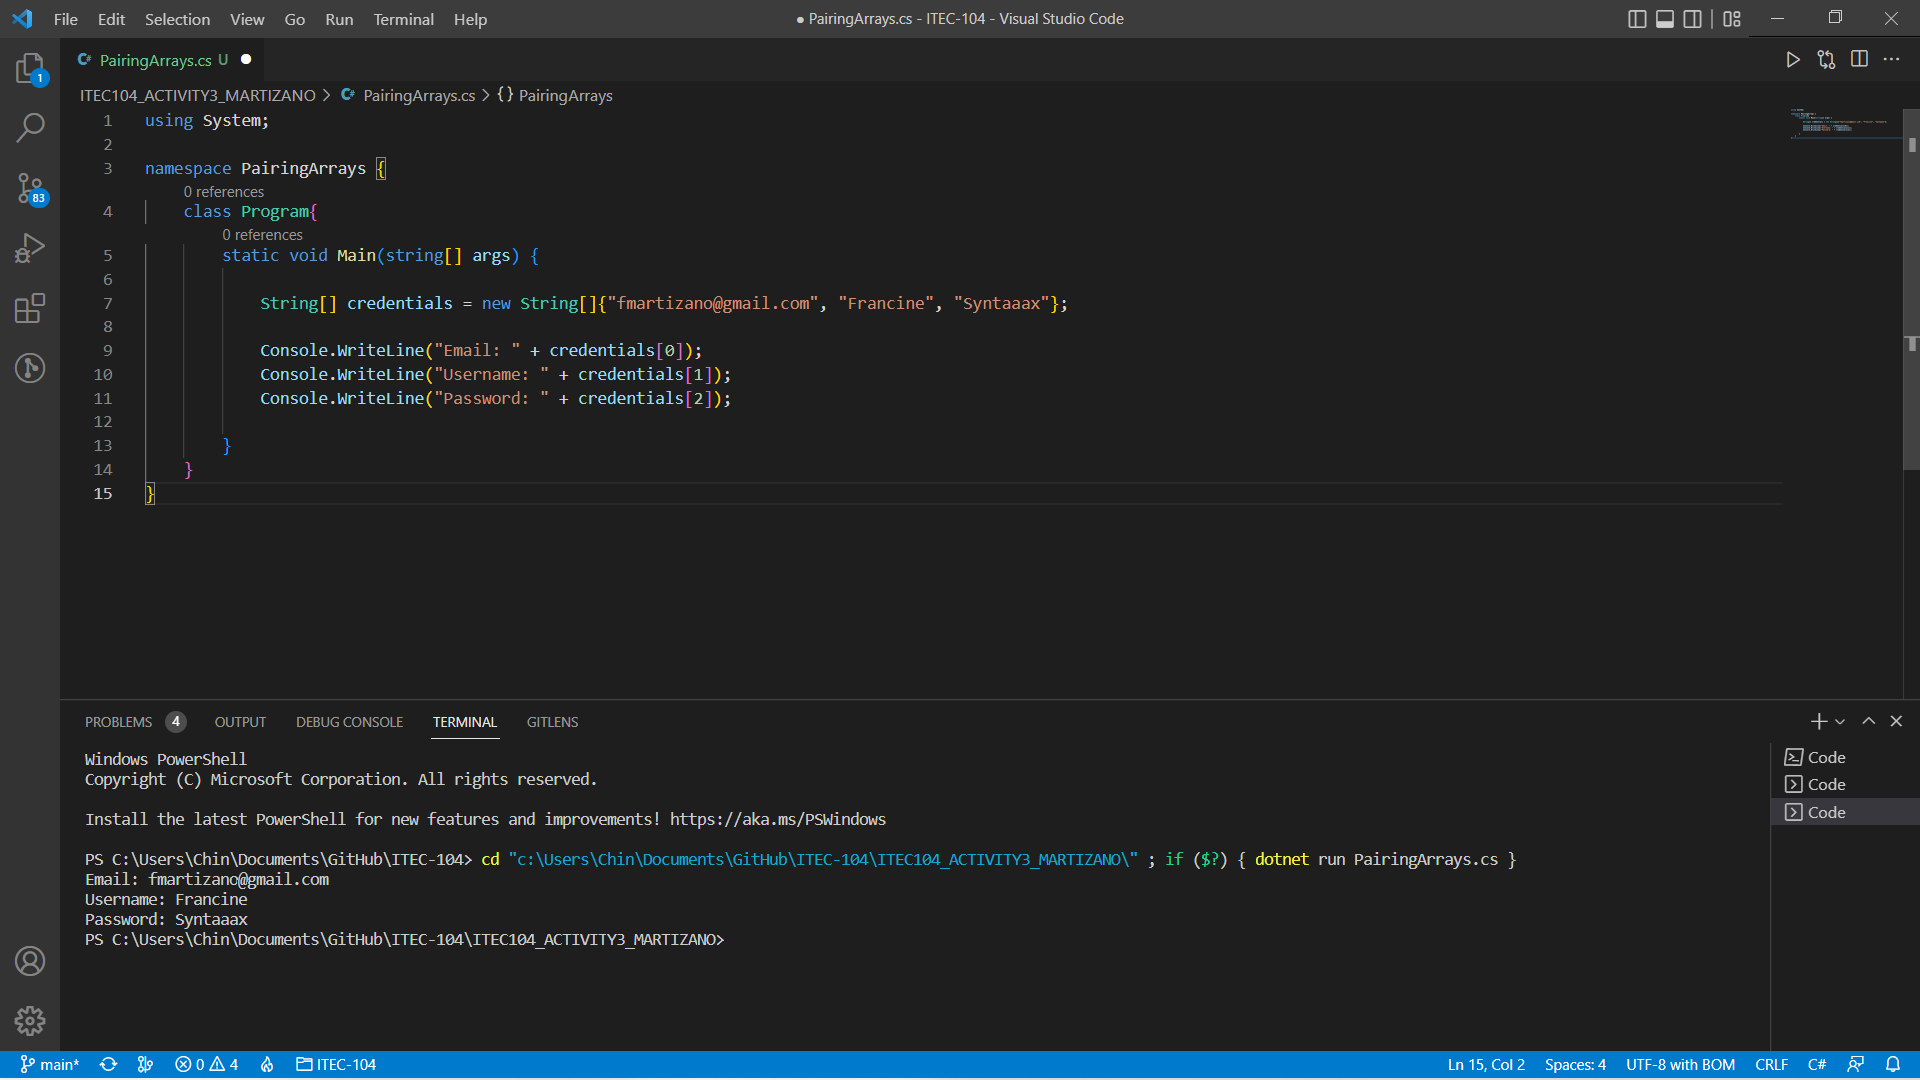 File Edit Selection View Go Run Terminal Help
● PairingArrays.cs - ITEC-104 - Visual Studio Code
1
83
C# PairingArrays.cs U ●
ITEC104_ACTIVITY3_MARTIZANO > C# PairingArrays.cs > {} PairingArrays
1 using System;
2
3 namespace PairingArrays {
0 references
4 class Program{
0 references
5 static void Main(string[] args) {
6
7 String[] credentials = new String[]{"fmartizano@gmail.com", "Francine", "Syntaaax"};
8
9 Console.WriteLine("Email: " + credentials[0]);
10 Console.WriteLine("Username: " + credentials[1]);
11 Console.WriteLine("Password: " + credentials[2]);
12
13 }
14 }
15 }
PROBLEMS 4 OUTPUT DEBUG CONSOLE TERMINAL GITLENS
Windows PowerShell
Copyright (C) Microsoft Corporation. All rights reserved.
Install the latest PowerShell for new features and improvements! https://aka.ms/PSWindows
PS C:\Users\Chin\Documents\GitHub\ITEC-104> cd "c:\Users\Chin\Documents\GitHub\ITEC-104\ITEC104_ACTIVITY3_MARTIZANO\" ; if ($?) { dotnet run PairingArrays.cs }
Email: fmartizano@gmail.com
Username: Francine
Password: Syntaaax
PS C:\Users\Chin\Documents\GitHub\ITEC-104\ITEC104_ACTIVITY3_MARTIZANO>
Code
Code
Code
main* 0 4 ITEC-104 Ln 15, Col 2 Spaces: 4 UTF-8 with BOM CRLF C#